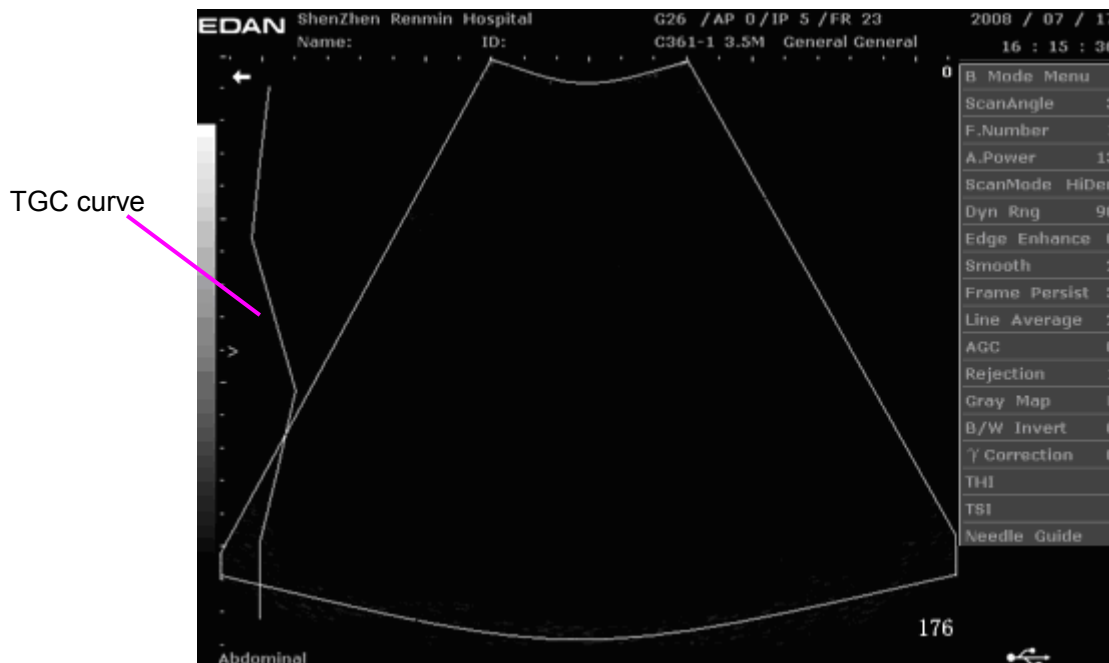 EDAN ShenZhen Renmin Hospital G26 /AP 0/IP 5 /FR 23 2008 / 07 /
Name: ID: C361-1 3.5M General General 16 : 15 :
0
B Mode Menu
ScanAngle
F.Number
A.Power
ScanMode
Dyn Rng
Edge Enhance
Smooth
Frame Persist
Line Average
AGC
Rejection
Gray Map
B/W Invert
γ Correction
THI
TSI
Needle Guide
TGC curve
176
Abdominal